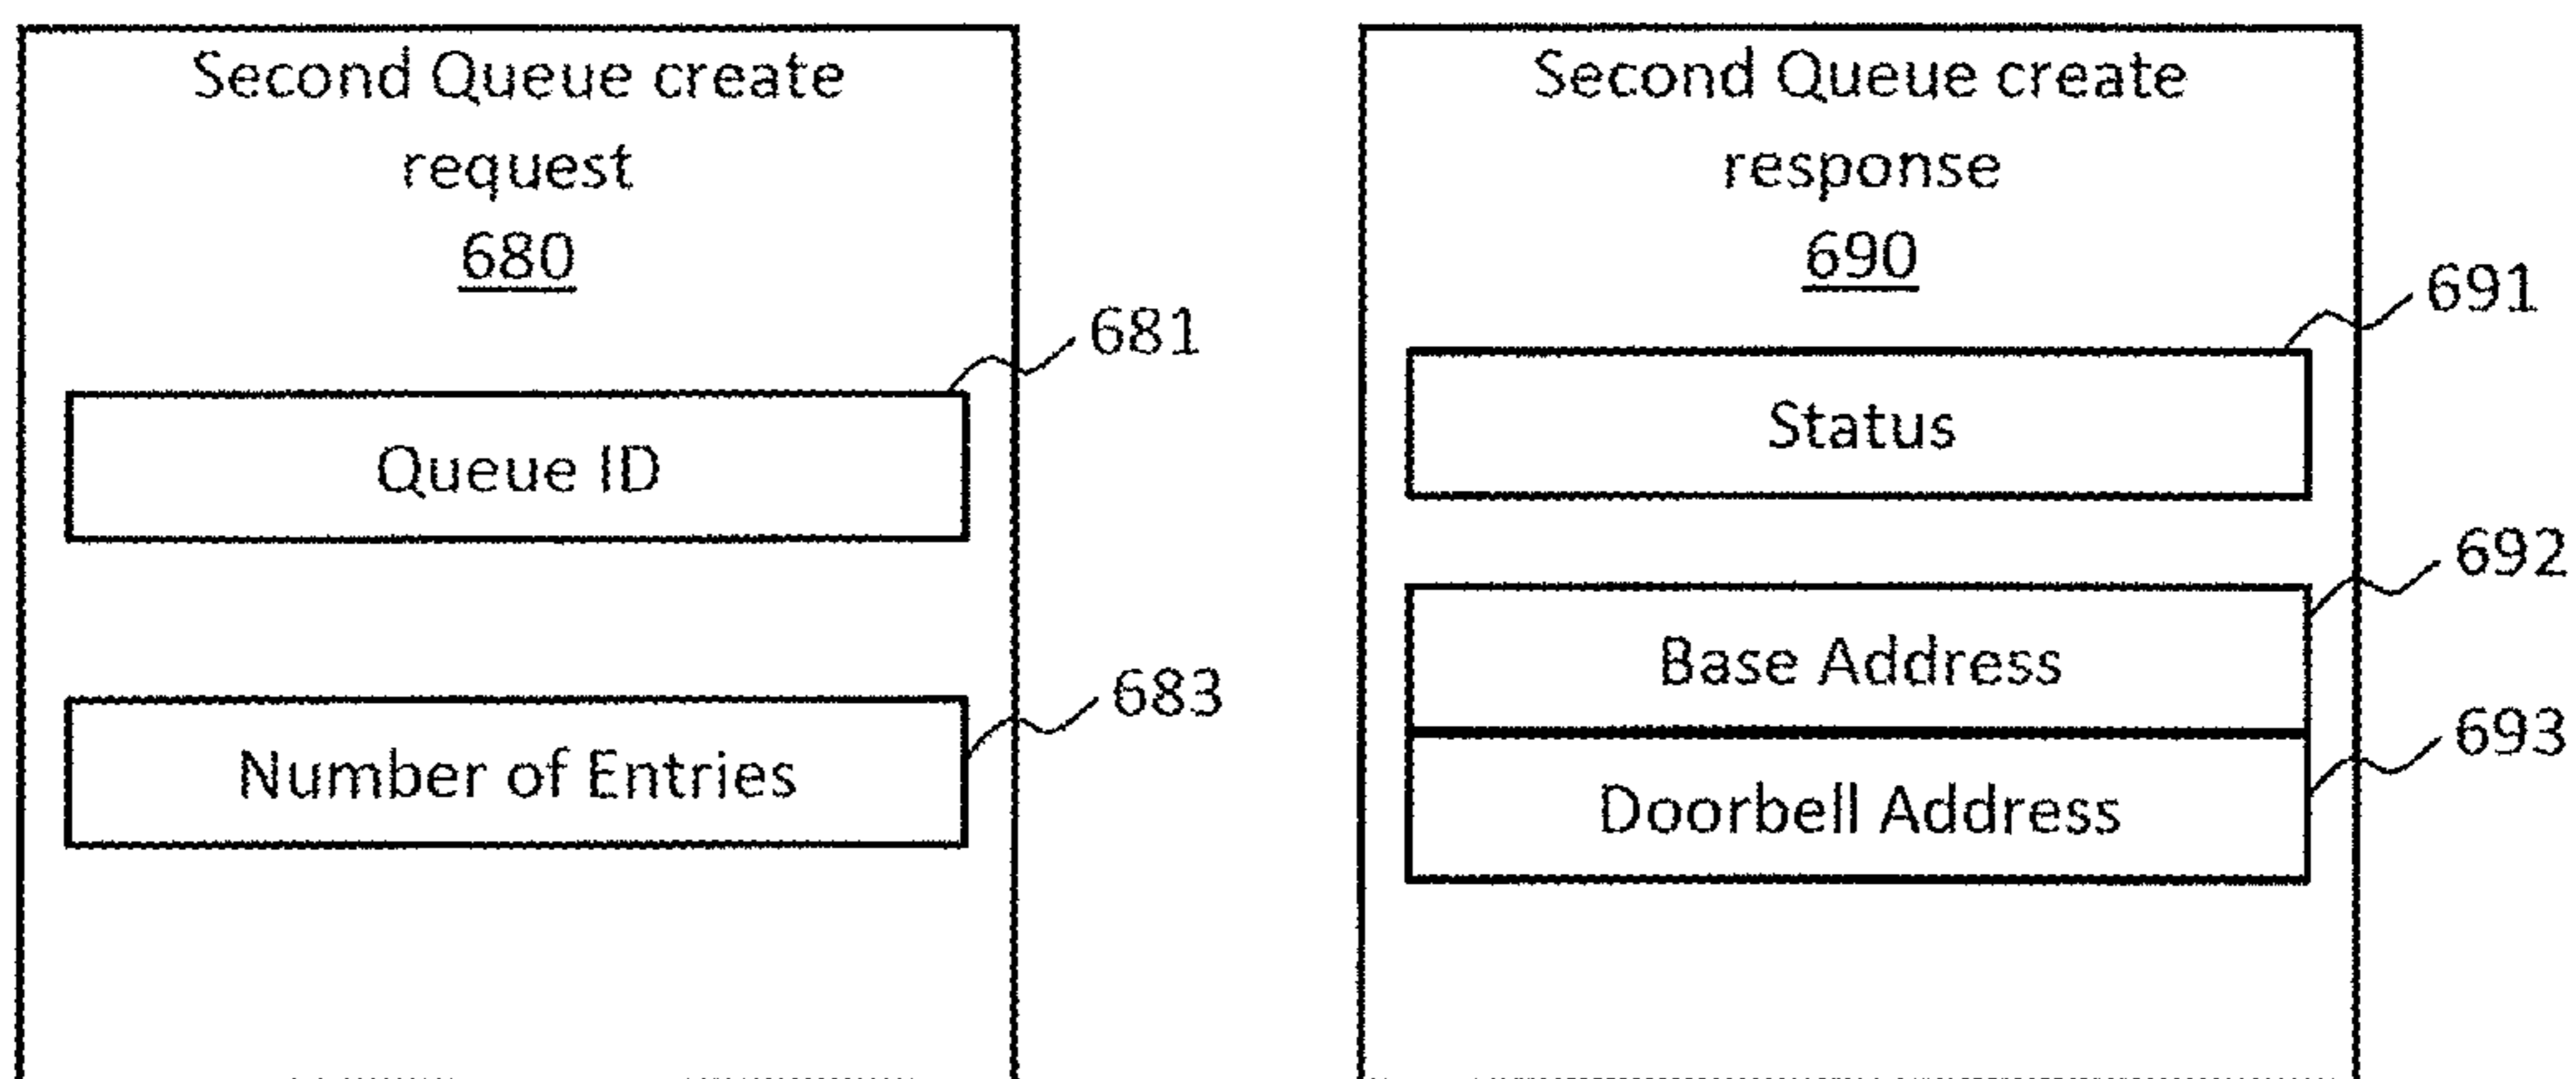 Second Queue create
request
680
681
Queue ID
683
Number of Entries
Second Queue create
response
690
691
Status
692
Base Address
693
Doorbell Address